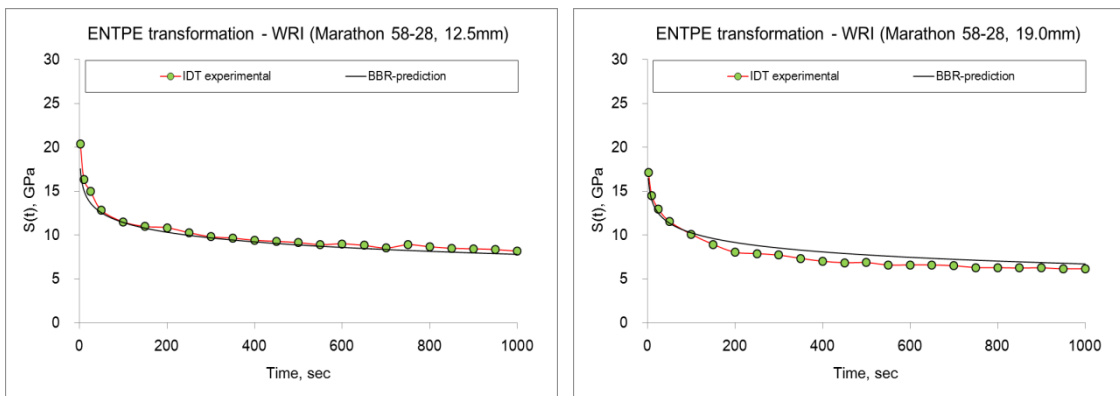 ENTPE transformation - WRI (Marathon 58-28, 12.5mm)
IDT experimental
BBR-prediction
30
25
20
15
10
5
0
S(t), GPa
0
200
400
600
800
1000
Time, sec
ENTPE transformation - WRI (Marathon 58-28, 19.0mm)
IDT experimental
BBR-prediction
30
25
20
15
10
5
0
S(t), GPa
0
200
400
600
800
1000
Time, sec